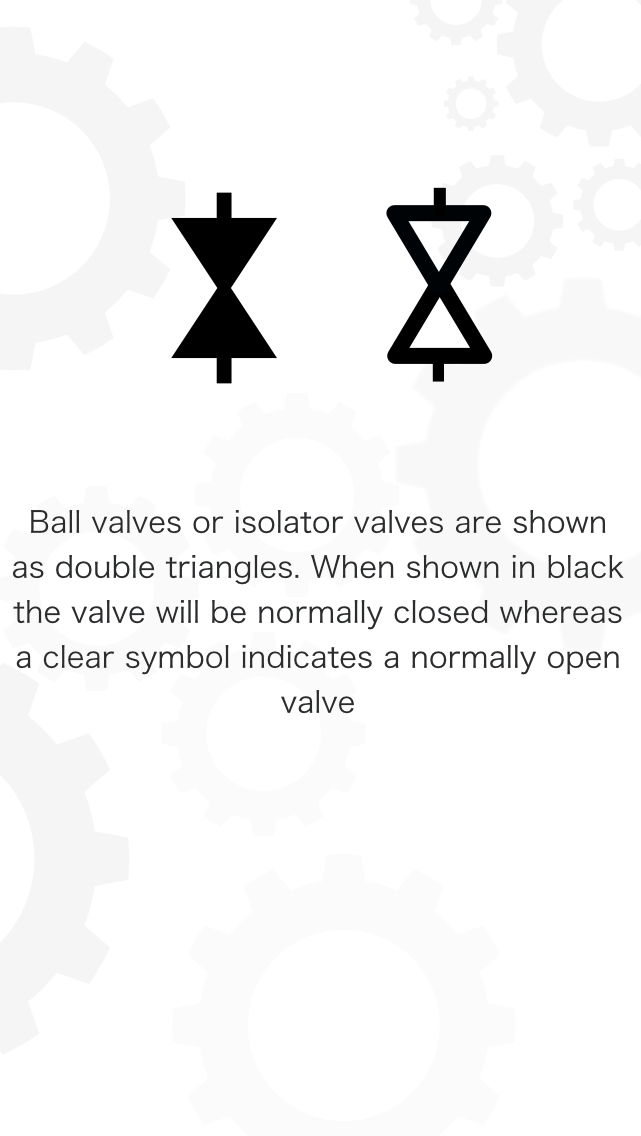 Ball valves or isolator valves are shown
as double triangles. When shown in black
the valve will be normally closed whereas
a clear symbol indicates a normally open
valve